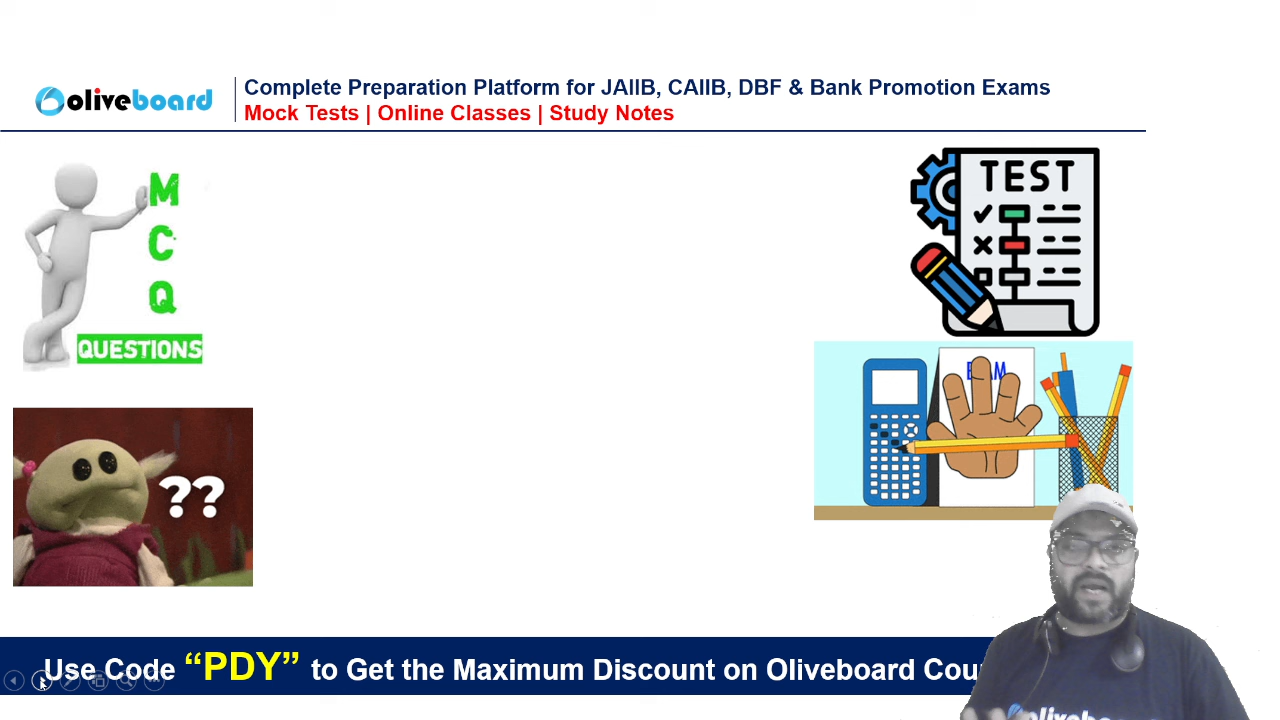 oliveboard
Complete Preparation Platform for JAIIB, CAIIB, DBF & Bank Promotion Exams
Mock Tests | Online Classes | Study Notes
M
C
Q
QUESTIONS
TEST
??
Use Code “PDY” to Get the Maximum Discount on Oliveboard